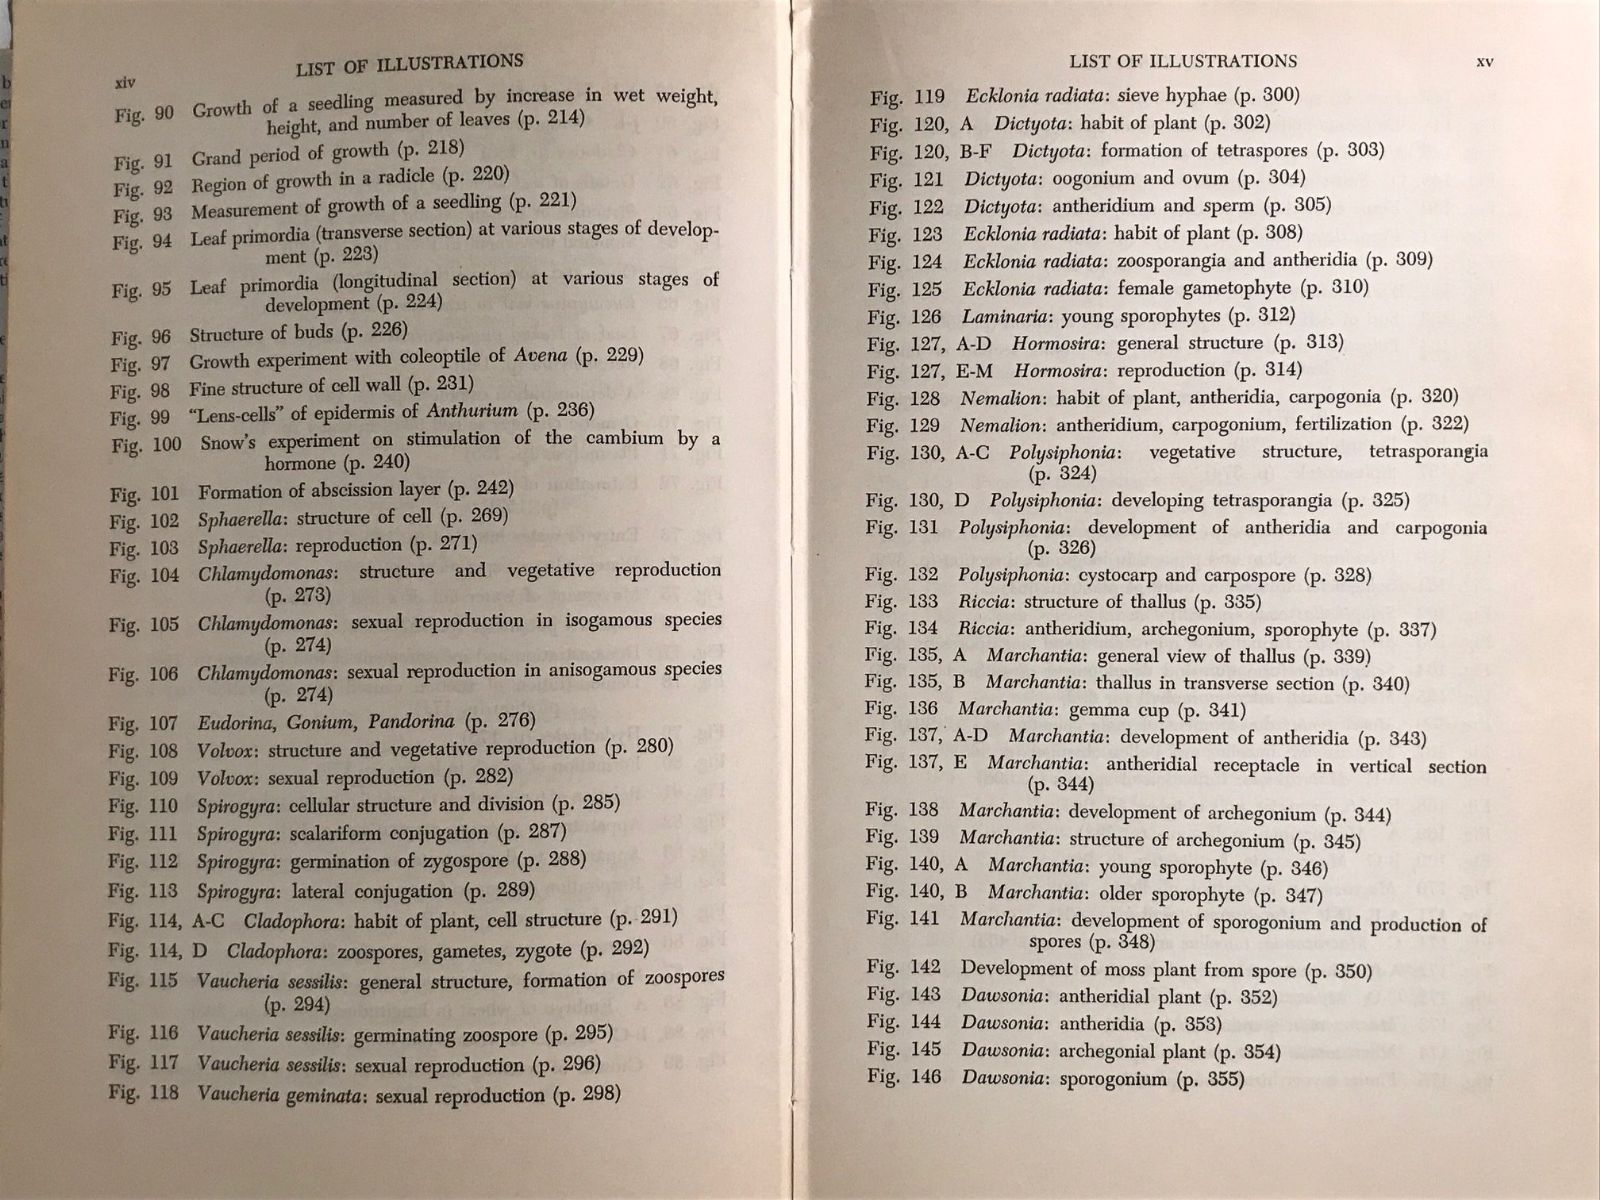 xiv
LIST OF ILLUSTRATIONS
Fig. 90 Growth of a seedling measured by increase in wet weight,
height, and number of leaves (p. 214)
Fig. 91 Grand period of growth (p. 218)
Fig. 92 Region of growth in a radicle (p. 220)
Fig. 93 Measurement of growth of a seedling (p. 221)
Fig. 94 Leaf primordia (transverse section) at various stages of develop-
ment (p. 223)
Fig. 95 Leaf primordia (longitudinal section) at various stages of
development (p. 224)
Fig. 96 Structure of buds (p. 226)
Fig. 97 Growth experiment with coleoptile of Avena (p. 229)
Fig. 98 Fine structure of cell wall (p. 231)
Fig. 99 “Lens-cells” of epidermis of Anthurium (p. 236)
Fig. 100 Snow’s experiment on stimulation of the cambium by a
hormone (p. 240)
Fig. 101 Formation of abscission layer (p. 242)
Fig. 102 Sphaerella: structure of cell (p. 269)
Fig. 103 Sphaerella: reproduction (p. 271)
Fig. 104 Chlamydomonas: structure and vegetative reproduction
(p. 273)
Fig. 105 Chlamydomonas: sexual reproduction in isogamous species
(p. 274)
Fig. 106 Chlamydomonas: sexual reproduction in anisogamous species
(p. 274)
Fig. 107 Eudorina, Gonium, Pandorina (p. 276)
Fig. 108 Volvox: structure and vegetative reproduction (p. 280)
Fig. 109 Volvox: sexual reproduction (p. 282)
Fig. 110 Spirogyra: cellular structure and division (p. 285)
Fig. 111 Spirogyra: scalariform conjugation (p. 287)
Fig. 112 Spirogyra: germination of zygospore (p. 288)
Fig. 113 Spirogyra: lateral conjugation (p. 289)
Fig. 114, A-C Cladophora: habit of plant, cell structure (p. 291)
Fig. 114, D Cladophora: zoospores, gametes, zygote (p. 292)
Fig. 115 Vaucheria sessilis: general structure, formation of zoospores
(p. 294)
Fig. 116 Vaucheria sessilis: germinating zoospore (p. 295)
Fig. 117 Vaucheria sessilis: sexual reproduction (p. 296)
Fig. 118 Vaucheria geminata: sexual reproduction (p. 298)
LIST OF ILLUSTRATIONS
xv
Fig. 119 Ecklonia radiata: sieve hyphae (p. 300)
Fig. 120, A Dictyota: habit of plant (p. 302)
Fig. 120, B-F Dictyota: formation of tetraspores (p. 303)
Fig. 121 Dictyota: oogonium and ovum (p. 304)
Fig. 122 Dictyota: antheridium and sperm (p. 305)
Fig. 123 Ecklonia radiata: habit of plant (p. 308)
Fig. 124 Ecklonia radiata: zoosporangia and antheridia (p. 309)
Fig. 125 Ecklonia radiata: female gametophyte (p. 310)
Fig. 126 Laminaria: young sporophytes (p. 312)
Fig. 127, A-D Hormosira: general structure (p. 313)
Fig. 127, E-M Hormosira: reproduction (p. 314)
Fig. 128 Nemalion: habit of plant, antheridia, carpogonia (p. 320)
Fig. 129 Nemalion: antheridium, carpogonium, fertilization (p. 322)
Fig. 130, A-C Polysiphonia: vegetative structure, tetrasporangia
(p. 324)
Fig. 130, D Polysiphonia: developing tetrasporangia (p. 325)
Fig. 131 Polysiphonia: development of antheridia and carpogonia
(p. 326)
Fig. 132 Polysiphonia: cystocarp and carpospore (p. 328)
Fig. 133 Riccia: structure of thallus (p. 335)
Fig. 134 Riccia: antheridium, archegonium, sporophyte (p. 337)
Fig. 135, A Marchantia: general view of thallus (p. 339)
Fig. 135, B Marchantia: thallus in transverse section (p. 340)
Fig. 136 Marchantia: gemma cup (p. 341)
Fig. 137, A-D Marchantia: development of antheridia (p. 343)
Fig. 137, E Marchantia: antheridial receptacle in vertical section
(p. 344)
Fig. 138 Marchantia: development of archegonium (p. 344)
Fig. 139 Marchantia: structure of archegonium (p. 345)
Fig. 140, A Marchantia: young sporophyte (p. 346)
Fig. 140, B Marchantia: older sporophyte (p. 347)
Fig. 141 Marchantia: development of sporogonium and production of
spores (p. 348)
Fig. 142 Development of moss plant from spore (p. 350)
Fig. 143 Dawsonia: antheridial plant (p. 352)
Fig. 144 Dawsonia: antheridia (p. 353)
Fig. 145 Dawsonia: archegonial plant (p. 354)
Fig. 146 Dawsonia: sporogonium (p. 355)